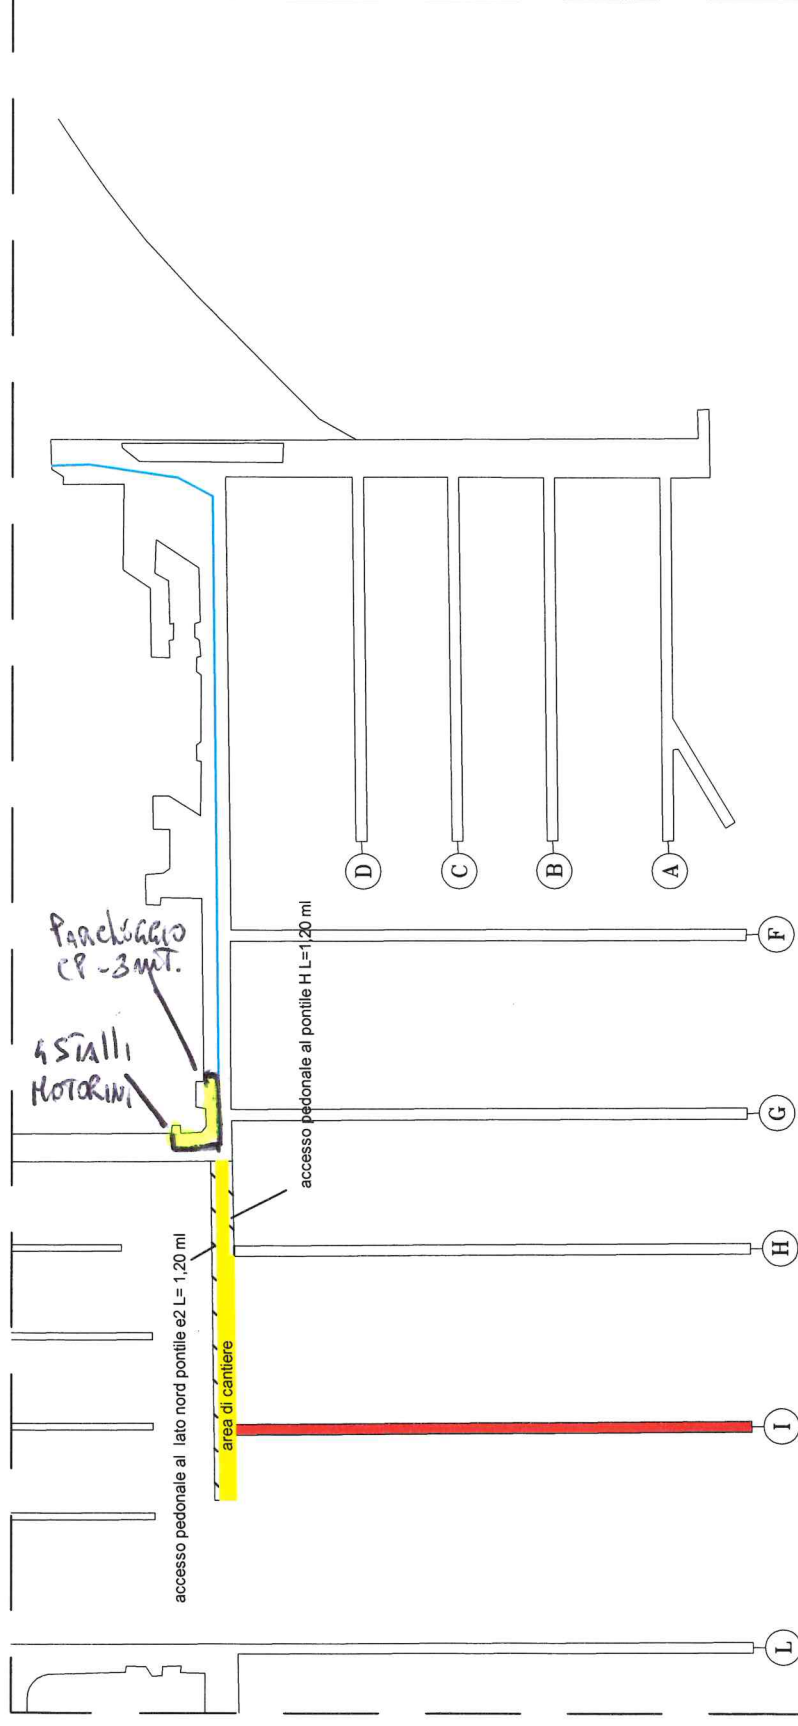 PARCHEGGIO
CP - 3 MT.
4 STALLI
MOTORINI
accesso pedonale al pontile H L=1,20 ml
accesso pedonale al lato nord pontile e2 L= 1,20 ml
area di cantiere
D
C
B
A
F
G
H
I
L